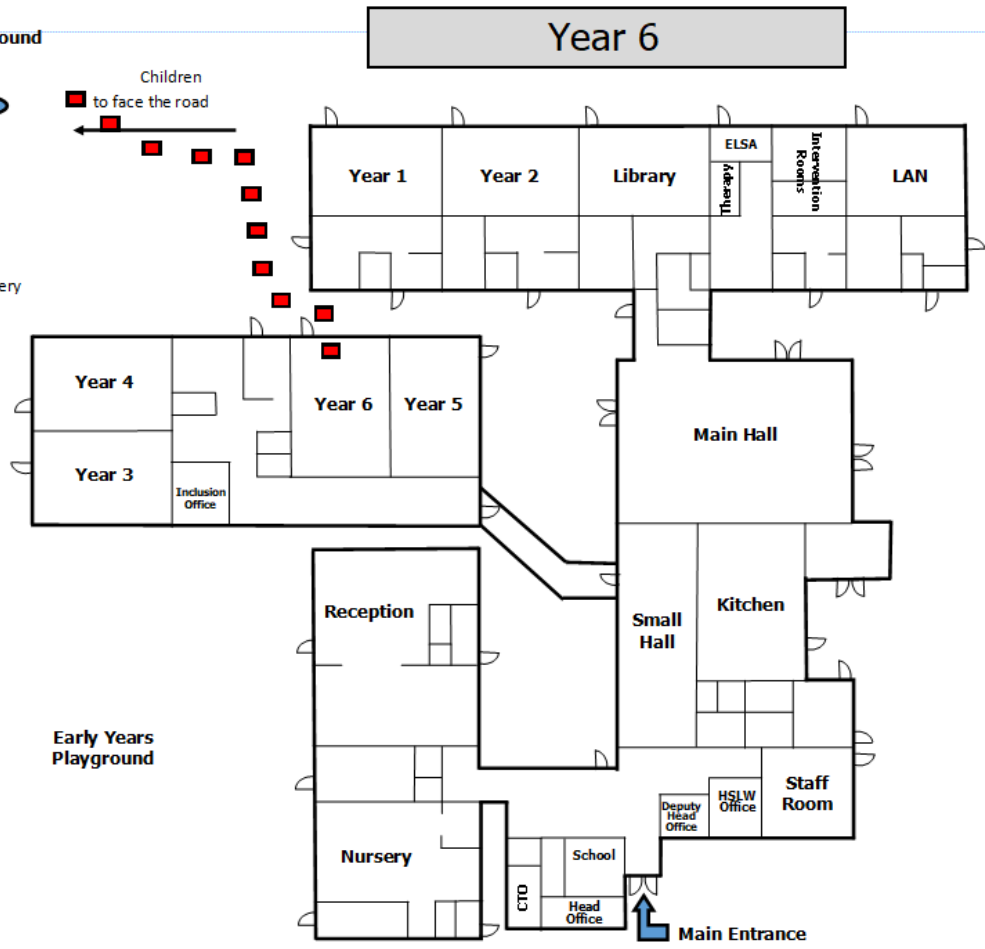 Year 6
ound
Children
to face the road
ery
Year 1
Year 2
Library
ELSA
Therapy
Intervention
Rooms
LAN
Year 4
Year 6
Year 5
Year 3
Inclusion
Office
Main Hall
Reception
Small
Hall
Kitchen
Early Years
Playground
Nursery
Deputy
Head
Office
HSLW
Office
Staff
Room
School
CTO
Head
Office
Main Entrance